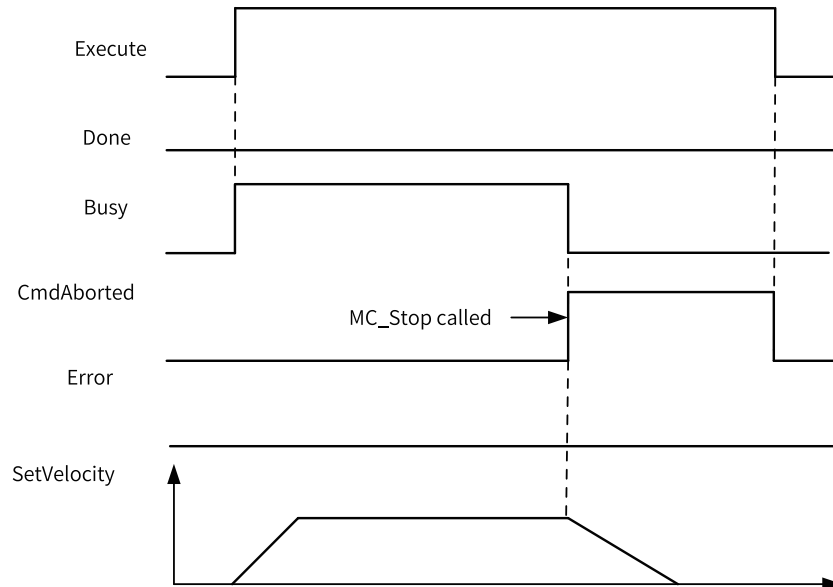 Execute
Done
Busy
CmdAborted
MC_Stop called
Error
SetVelocity